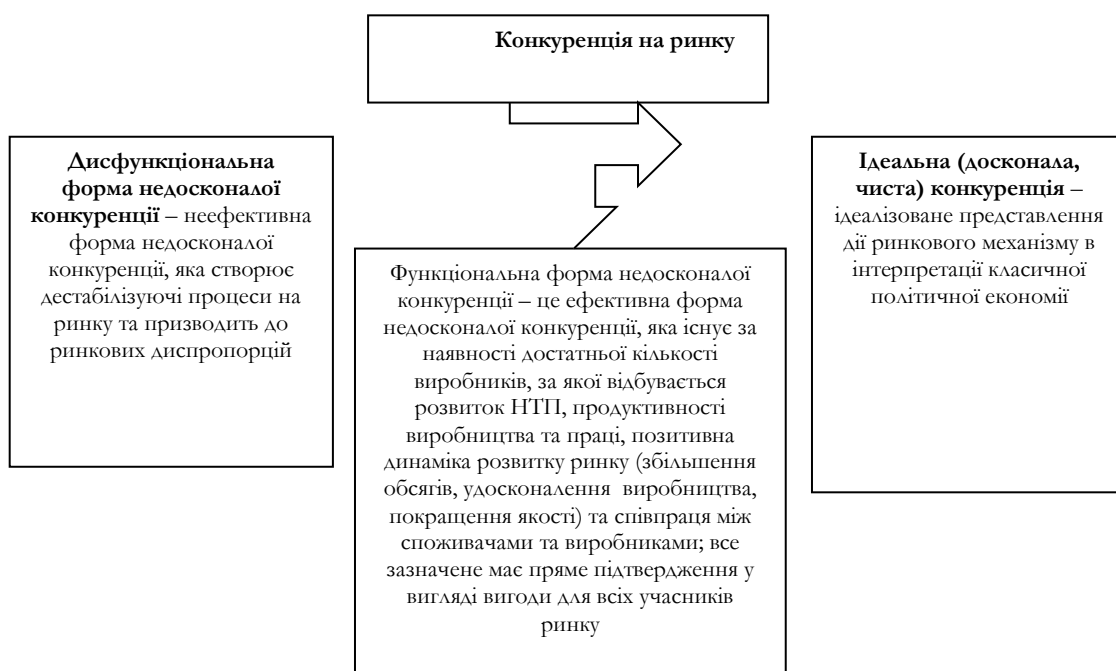 Конкуренція на ринку
Дисфункціональна
форма недосконалої
конкуренції – неефективна
форма недосконалої
конкуренції, яка створює
дестабілізуючі процеси на
ринку та призводить до
ринкових диспропорцій
Функціональна форма недосконалої
конкуренції – це ефективна форма
недосконалої конкуренції, яка існує за
наявності достатньої кількості
виробників, за якої відбувається
розвиток НТП, продуктивності
виробництва та праці, позитивна
динаміка розвитку ринку (збільшення
обсягів, удосконалення виробництва,
покращення якості) та співпраця між
споживачами та виробниками; все
зазначене має пряме підтвердження у
вигляді вигоди для всіх учасників
ринку
Ідеальна (досконала,
чиста) конкуренція –
ідеалізоване представлення
дії ринкового механізму в
інтерпретації класичної
політичної економії